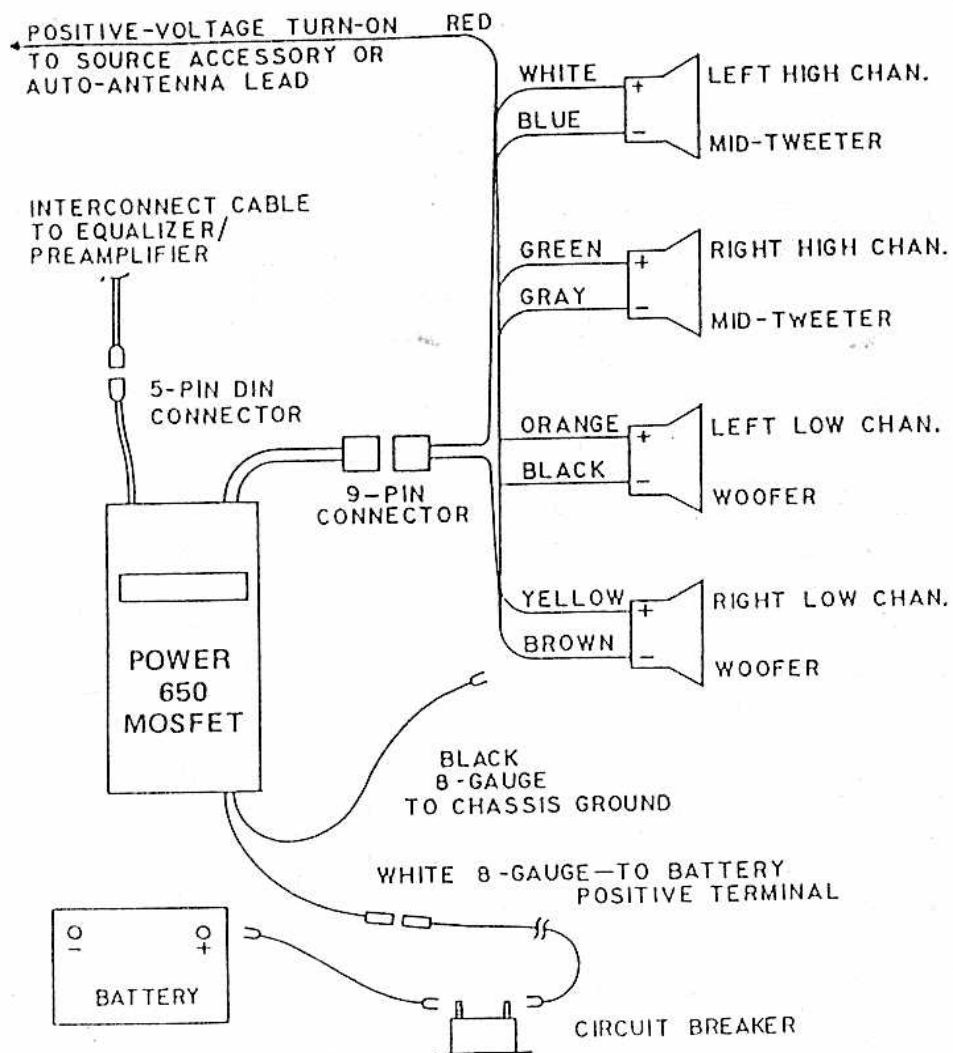 POSITIVE-VOLTAGE TURN-ON RED
TO SOURCE ACCESSORY OR
AUTO-ANTENNA LEAD
WHITE
+
LEFT HIGH CHAN.
BLUE
-
MID-TWEETER
INTERCONNECT CABLE
TO EQUALIZER/
PREAMPLIFIER
GREEN
+
RIGHT HIGH CHAN.
GRAY
-
MID-TWEETER
5-PIN DIN
CONNECTOR
ORANGE
+
LEFT LOW CHAN.
BLACK
-
WOOFER
9-PIN
CONNECTOR
YELLOW
+
RIGHT LOW CHAN.
BROWN
-
WOOFER
POWER
650
MOSFET
BLACK
8-GAUGE
TO CHASSIS GROUND
WHITE 8-GAUGE—TO BATTERY
POSITIVE TERMINAL
- +
BATTERY
CIRCUIT BREAKER